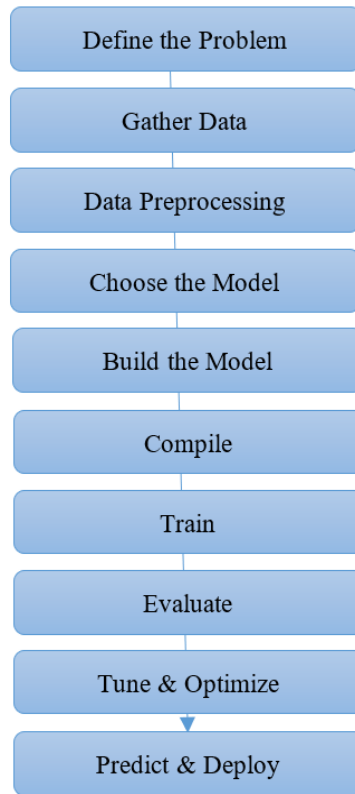 Define the Problem
Gather Data
Data Preprocessing
Choose the Model
Build the Model
Compile
Train
Evaluate
Tune & Optimize
Predict & Deploy